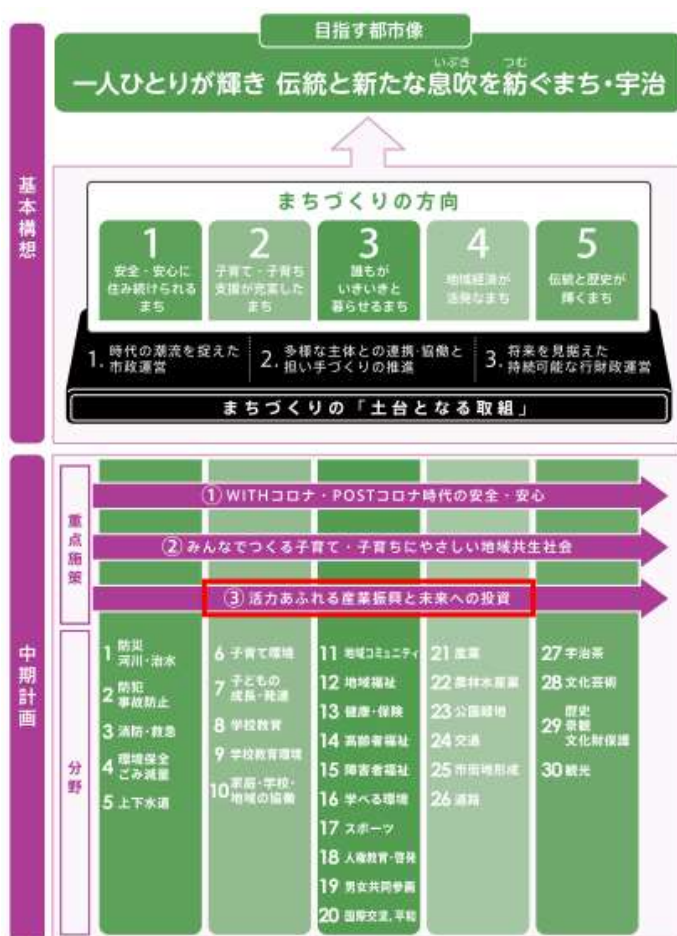 目指す都市像
いぶき つむ
一人ひとりが輝き 伝統と新たな息吹を紡ぐまち・宇治
基本構想
まちづくりの方向
1
安全・安心に
住み続けられる
まち
2
子育て・子育ち
支援が充実した
まち
3
誰もが
いきいきと
暮らせるまち
4
地域経済が
活発なまち
5
伝統と歴史が
輝くまち
1. 時代の潮流を捉えた
市政運営
2. 多様な主体との連携・協働と
担い手づくりの推進
3. 将来を見据えた
持続可能な行財政運営
まちづくりの「土台となる取組」
中期計画
重点施策
① WITHコロナ・POSTコロナ時代の安全・安心
② みんなでつくる子育て・子育ちにやさしい地域共生社会
③ 活力あふれる産業振興と未来への投資
分野
1 防災
河川・治水
2 防犯
事故防止
3 消防・救急
4 環境保全
ごみ減量
5 上下水道
6 子育て環境
7 子どもの
成長・発達
8 学校教育
9 学校教育環境
10 家庭・学校・
地域の協働
11 地域コミュニティ
12 地域福祉
13 健康・保険
14 高齢者福祉
15 障害者福祉
16 学べる環境
17 スポーツ
18 人権教育・啓発
19 男女共同参画
20 国際交流、平和
21 産業
22 農林水産業
23 公園緑地
24 交通
25 市街地形成
26 道路
27 宇治茶
28 文化芸術
29 歴史
景観
文化財保護
30 観光